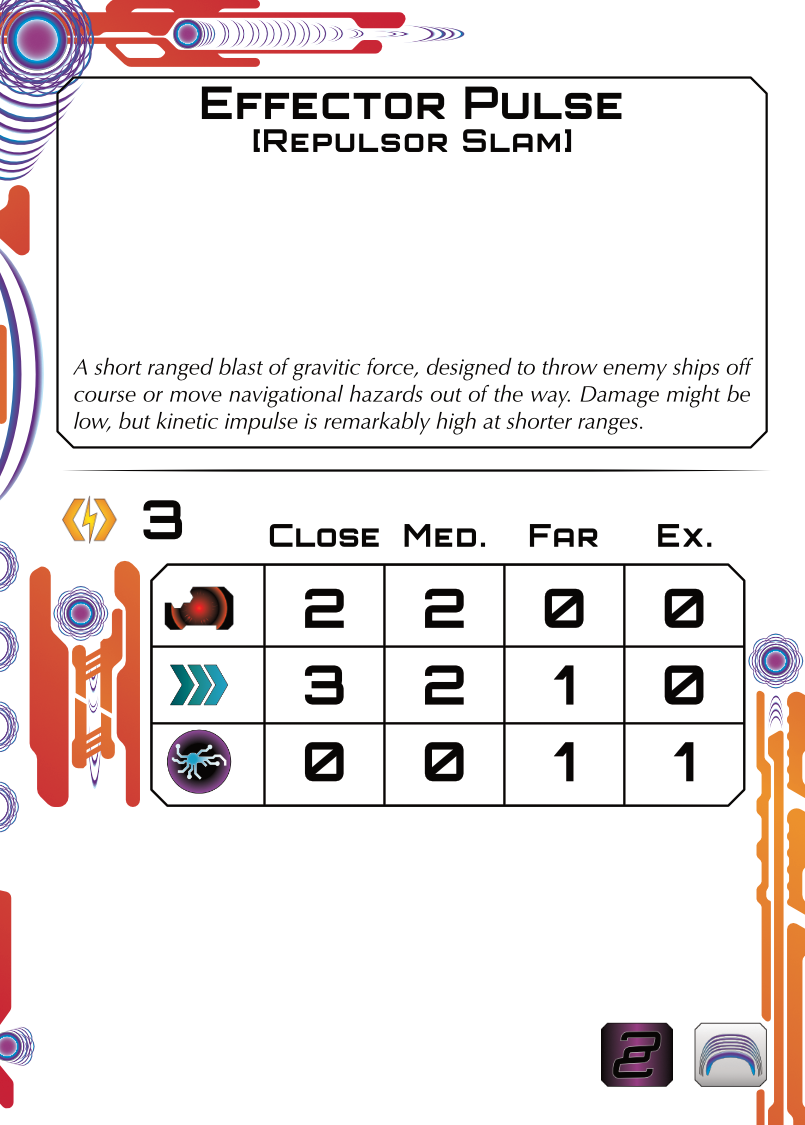 Effector Pulse
[Repulsor Slam]
A short ranged blast of gravitic force, designed to throw enemy ships off
course or move navigational hazards out of the way. Damage might be
low, but kinetic impulse is remarkably high at shorter ranges.
3
Close Med. Far Ex.
2 2 0 0
3 2 1 0
0 0 1 1
2